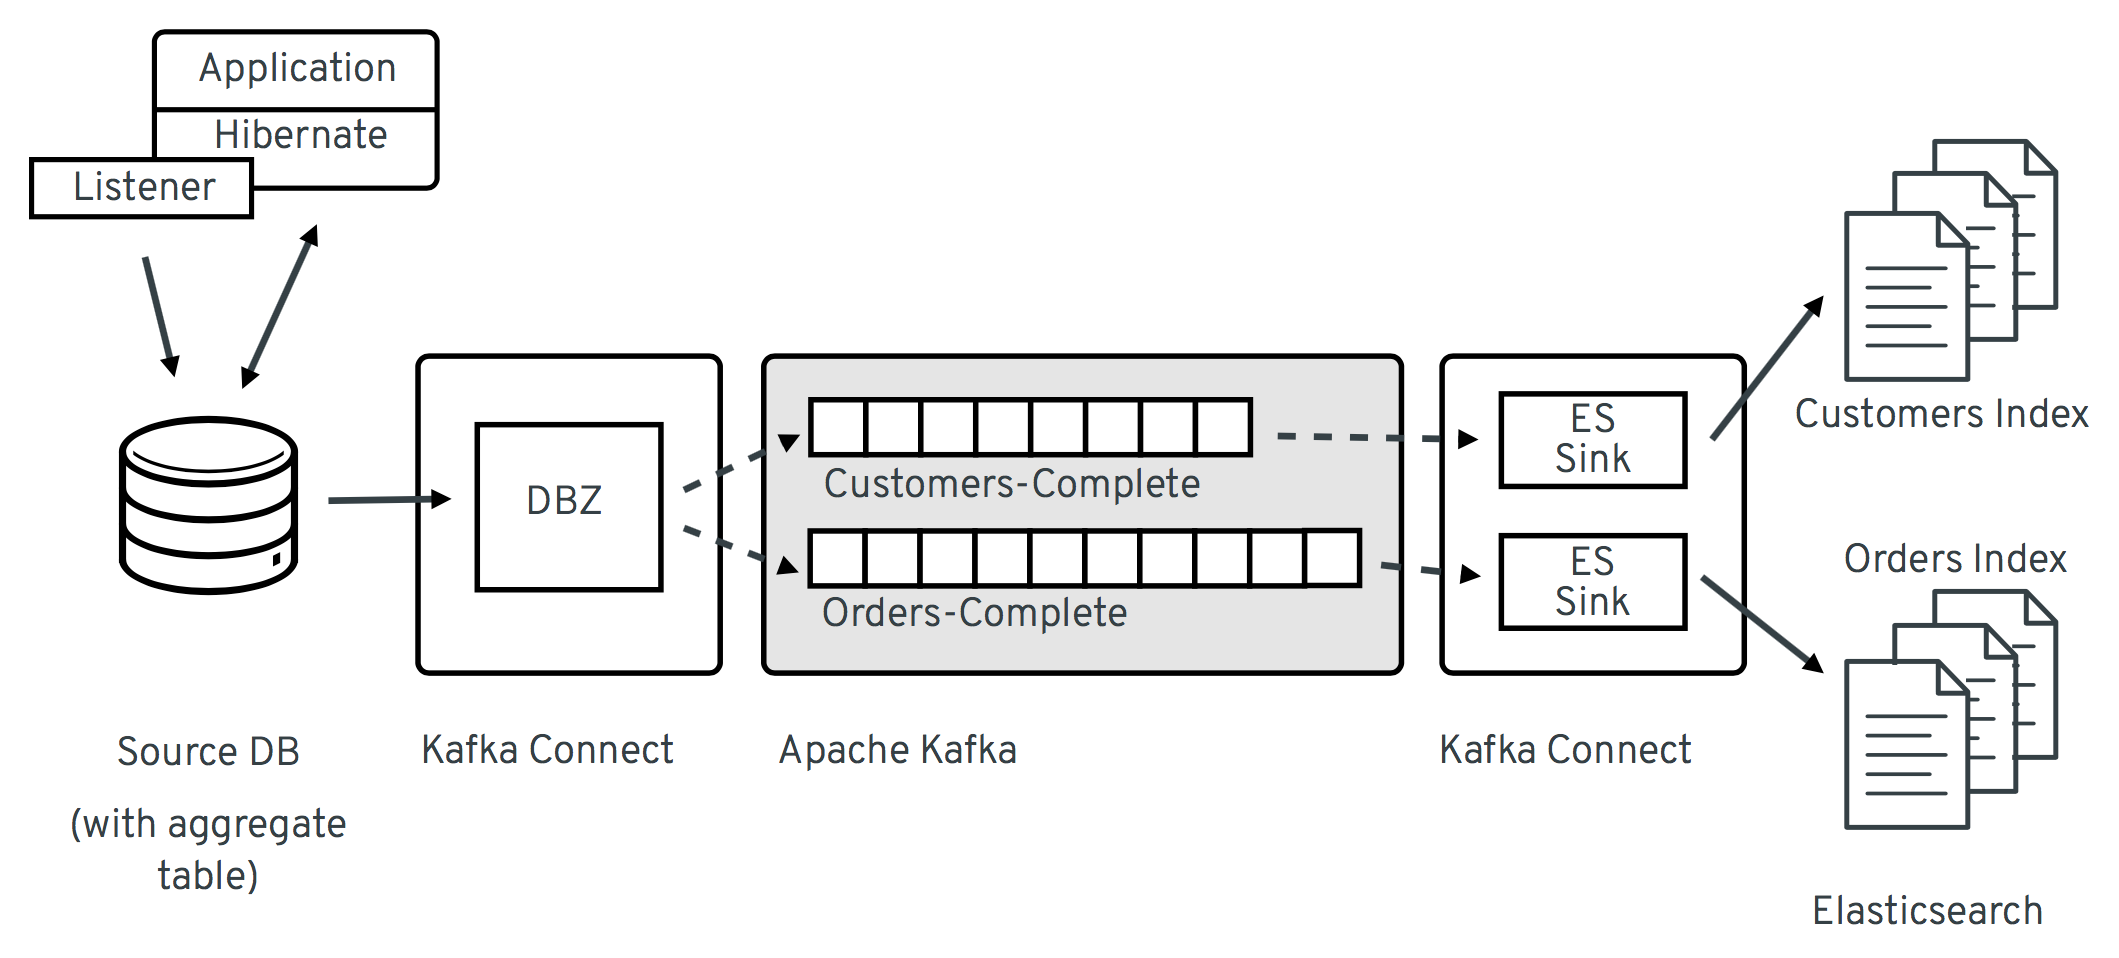 Application
Hibernate
Listener
DBZ
Customers-Complete
Orders-Complete
ES
Sink
ES
Sink
Customers Index
Orders Index
Source DB
(with aggregate
table)
Kafka Connect
Apache Kafka
Kafka Connect
Elasticsearch